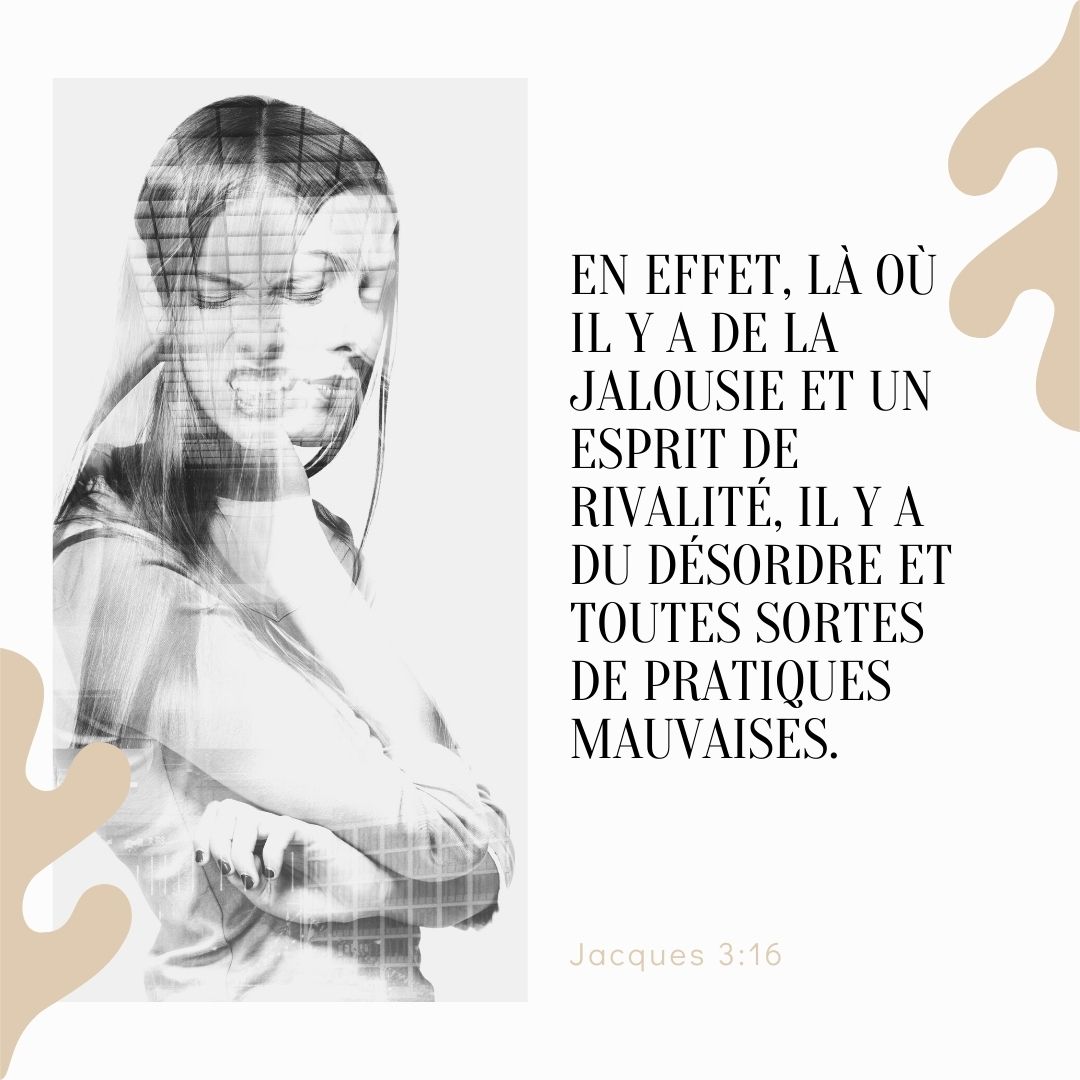 EN EFFET, LÀ OÙ
IL Y A DE LA
JALOUSIE ET UN
ESPRIT DE
RIVALITÉ, IL Y A
DU DÉSORDRE ET
TOUTES SORTES
DE PRATIQUES
MAUVAISES.
Jacques 3:16